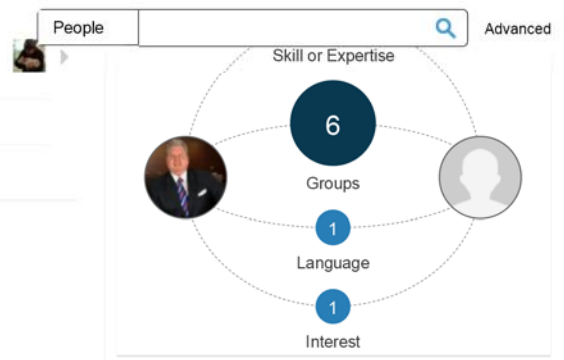 People
Advanced
Skill or Expertise
6
Groups
1
Language
1
Interest